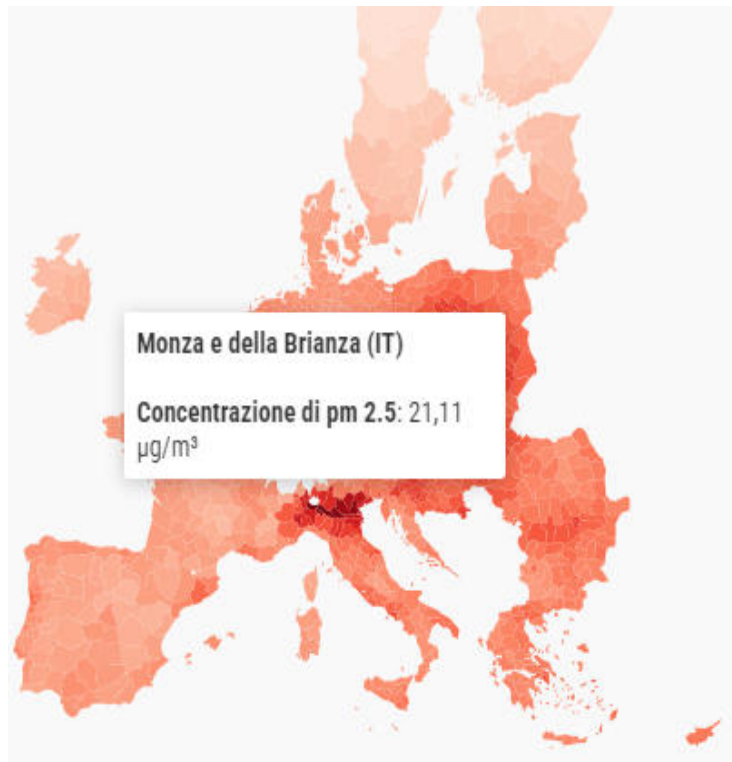 Monza e della Brianza (IT)
Concentrazione di pm 2.5: 21,11
µg/m³